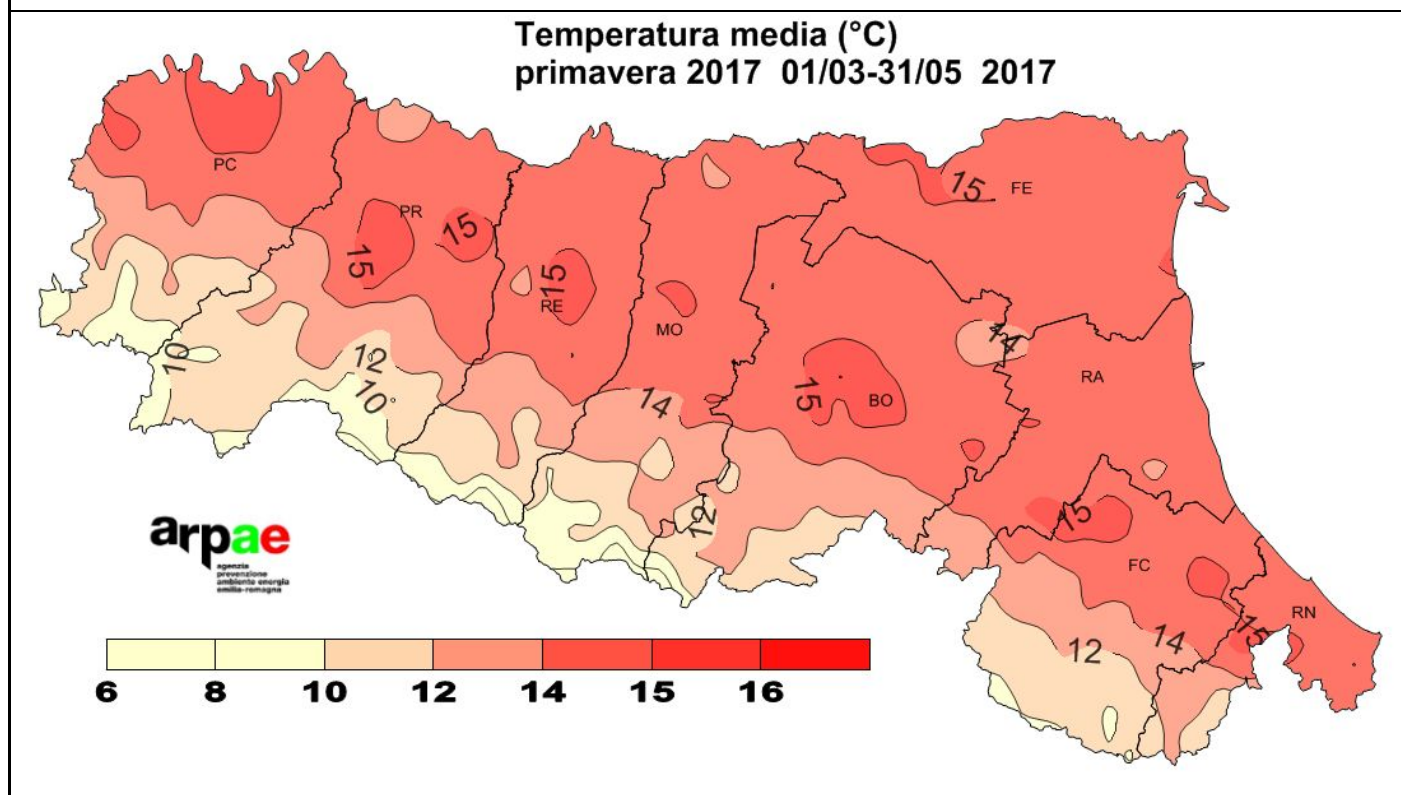 Temperatura media (°C)
primavera 2017 01/03-31/05 2017
PC
PR
15
15
RE
15
MO
FE
15
BO
15
14
RA
10
12
10
14
12
15
FC
RN
15
14
12
arpae
agenzia
prevenzione
ambiente energia
emilia-romagna
6 8 10 12 14 15 16